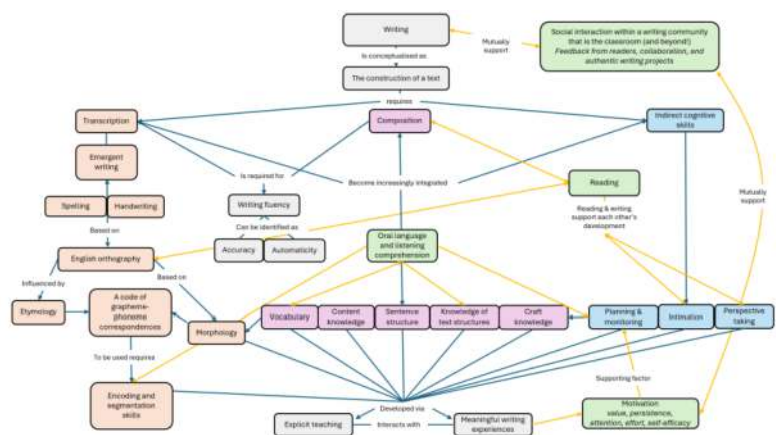 Writing
Social interaction within a writing community
that is the classroom (and beyond!)
Feedback from readers, collaboration, and
authentic writing projects
Mutually
support
Is conceptualised as
The construction of a text
requires
Transcription
Composition
Indirect cognitive
skills
Emergent
writing
Is required for
Become increasingly integrated
Reading
Spelling
Handwriting
Writing fluency
Reading & writing
support each other's
development
Mutually
support
Based on
Can be identified as
Accuracy
Automaticity
Oral language
and listening
comprehension
English orthography
Based on
Influenced by
Etymology
A code of
grapheme-
phoneme
correspondences
Morphology
Vocabulary
Content
knowledge
Sentence
structure
Knowledge of
text structures
Craft
knowledge
Planning &
monitoring
Intimation
Perspective
taking
To be used requires
Supporting factor
Encoding and
segmentation
skills
Developed via
Explicit teaching
Interacts with
Meaningful writing
experiences
Motivation
value, persistence,
attention, effort, self-efficacy